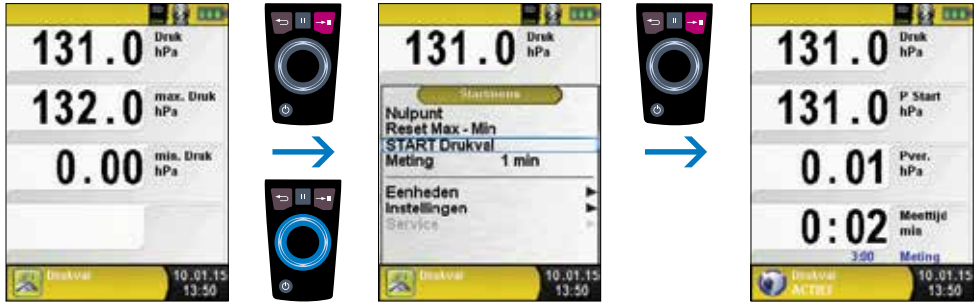 131.0 Druk hPa
132.0 max. Druk hPa
0.00 min. Druk hPa
Drukval
10.01.15
13:50
131.0 Druk hPa
Startmenu
Nulpunt
Reset Max - Min
START Drukval
Meting 1 min
Eenheden
Instellingen
Service
Drukval
10.01.15
13:50
131.0 Druk hPa
131.0 P Start hPa
0.01 Pver. hPa
0:02 Meettijd min
3:00 Meting
Drukval
ACTIEF
10.01.15
13:50